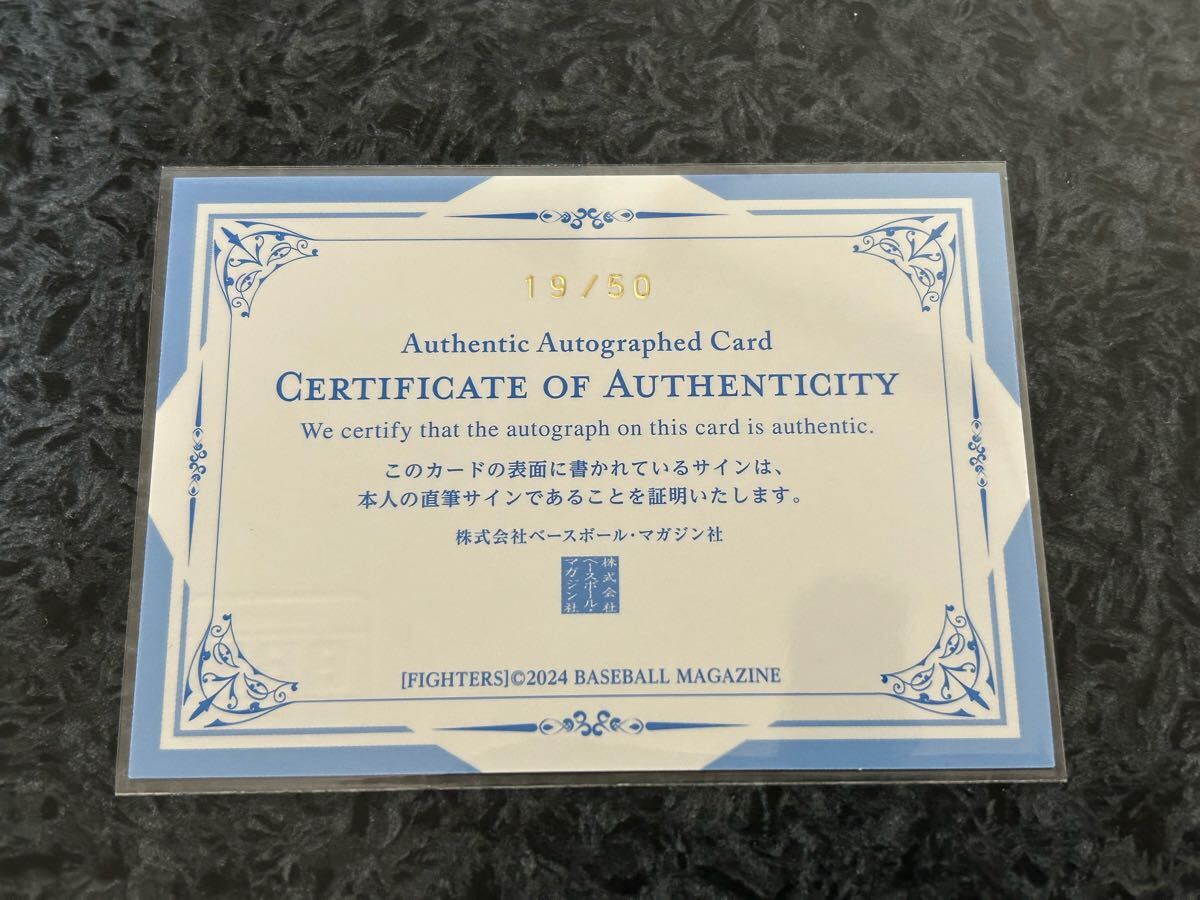 19/50
Authentic Autographed Card
CERTIFICATE OF AUTHENTICITY
We certify that the autograph on this card is authentic.
このカードの表面に書かれているサインは、
本人の直筆サインであることを証明いたします。
株式会社ベースボール・マガジン社
株式会社
ベースボール・
マガジン社
[FIGHTERS]©2024 BASEBALL MAGAZINE